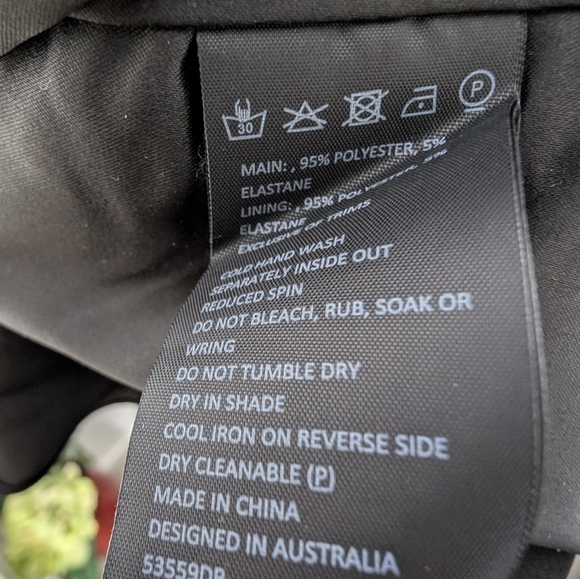 30 P
MAIN: , 95% POLYESTER, 5%
ELASTANE
LINING: , 95% POLYESTER, 5%
ELASTANE
EXCLUSIVE OF TRIMS
COLD HAND WASH
SEPARATELY INSIDE OUT
REDUCED SPIN
DO NOT BLEACH, RUB, SOAK OR
WRING
DO NOT TUMBLE DRY
DRY IN SHADE
COOL IRON ON REVERSE SIDE
DRY CLEANABLE (P)
MADE IN CHINA
DESIGNED IN AUSTRALIA
53559DR